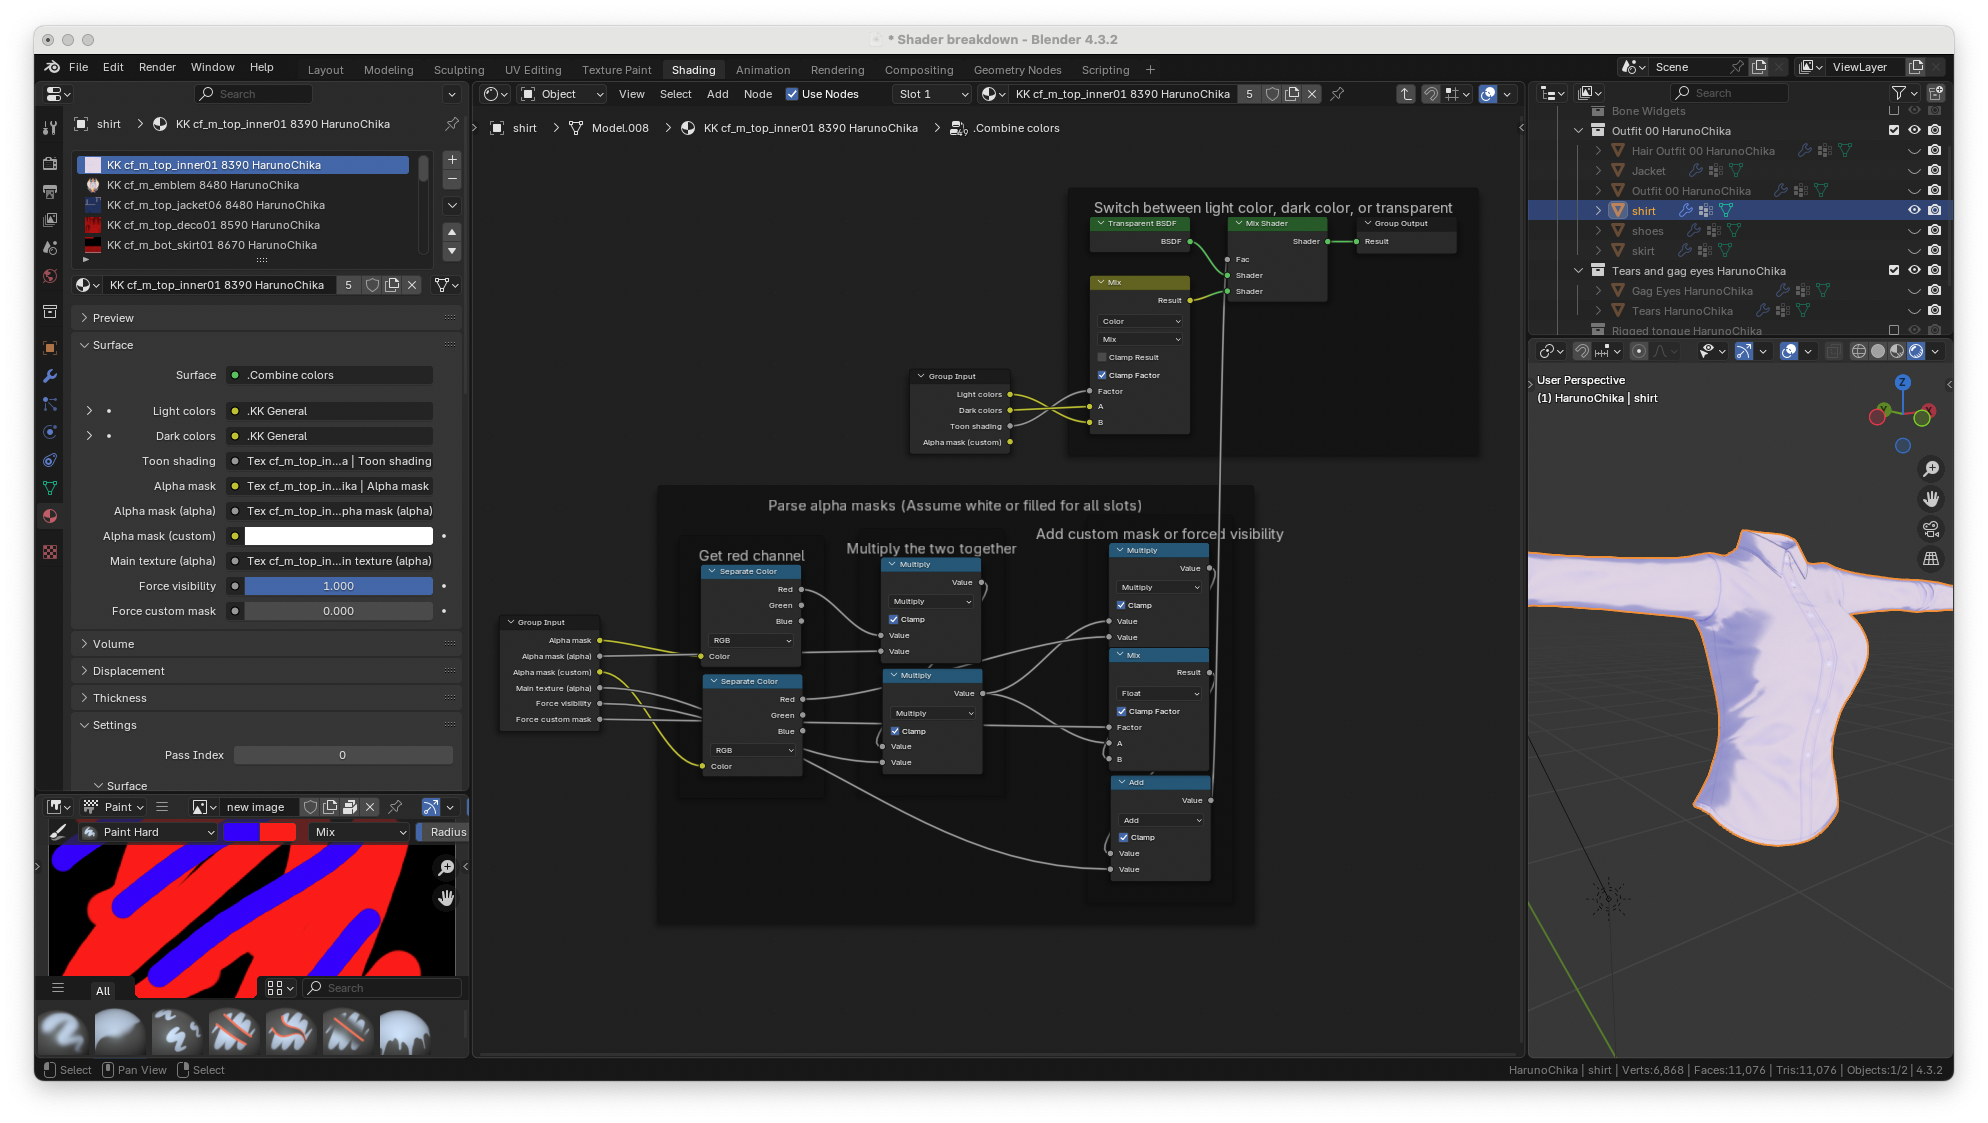 * Shader breakdown - Blender 4.3.2
File Edit Render Window Help
Layout Modeling Sculpting UV Editing Texture Paint Shading Animation Rendering Compositing Geometry Nodes Scripting +
Scene
ViewLayer
Search
shirt > KK cf_m_top_inner01 8390 HarunoChika
KK cf_m_top_inner01 8390 HarunoChika
KK cf_m_emblem 8480 HarunoChika
KK cf_m_top_jacket06 8480 HarunoChika
KK cf_m_top_deco01 8590 HarunoChika
KK cf_m_bot_skirt01 8670 HarunoChika
KK cf_m_top_inner01 8390 HarunoChika 5
Preview
Surface
Surface .Combine colors
Light colors .KK General
Dark colors .KK General
Toon shading Tex cf_m_top_in...a | Toon shading
Alpha mask Tex cf_m_top_in...ika | Alpha mask
Alpha mask (alpha) Tex cf_m_top_in...pha mask (alpha)
Alpha mask (custom)
Main texture (alpha) Tex cf_m_top_in...in texture (alpha)
Force visibility 1.000
Force custom mask 0.000
Volume
Displacement
Thickness
Settings
Pass Index 0
Surface
Paint new image
Paint Hard Mix Radius
All Search
Object View Select Add Node Use Nodes Slot 1 KK cf_m_top_inner01 8390 HarunoChika 5
shirt > Model.008 > KK cf_m_top_inner01 8390 HarunoChika > .Combine colors
Switch between light color, dark color, or transparent
Transparent BSDF
BSDF
Mix Shader
Shader
Fac
Shader
Shader
Group Output
Result
Mix
Result
Color
Mix
Clamp Result
Clamp Factor
Factor
A
B
Group Input
Light colors
Dark colors
Toon shading
Alpha mask (custom)
Parse alpha masks (Assume white or filled for all slots)
Get red channel
Multiply the two together
Add custom mask or forced visibility
Group Input
Alpha mask
Alpha mask (alpha)
Alpha mask (custom)
Main texture (alpha)
Force visibility
Force custom mask
Separate Color
Red
Green
Blue
RGB
Color
Separate Color
Red
Green
Blue
RGB
Color
Multiply
Value
Multiply
Clamp
Value
Value
Multiply
Value
Multiply
Clamp
Value
Value
Multiply
Value
Multiply
Clamp
Value
Value
Mix
Result
Float
Clamp Factor
Factor
A
B
Add
Value
Add
Clamp
Value
Value
Search
Bone Widgets
Outfit 00 HarunoChika
Hair Outfit 00 HarunoChika
Jacket
Outfit 00 HarunoChika
shirt
shoes
skirt
Tears and gag eyes HarunoChika
Gag Eyes HarunoChika
Tears HarunoChika
Rigged tongue HarunoChika
User Perspective
(1) HarunoChika | shirt
Z
Select Pan View Select
HarunoChika | shirt | Verts:6,868 | Faces:11,076 | Tris:11,076 | Objects:1/2 | 4.3.2